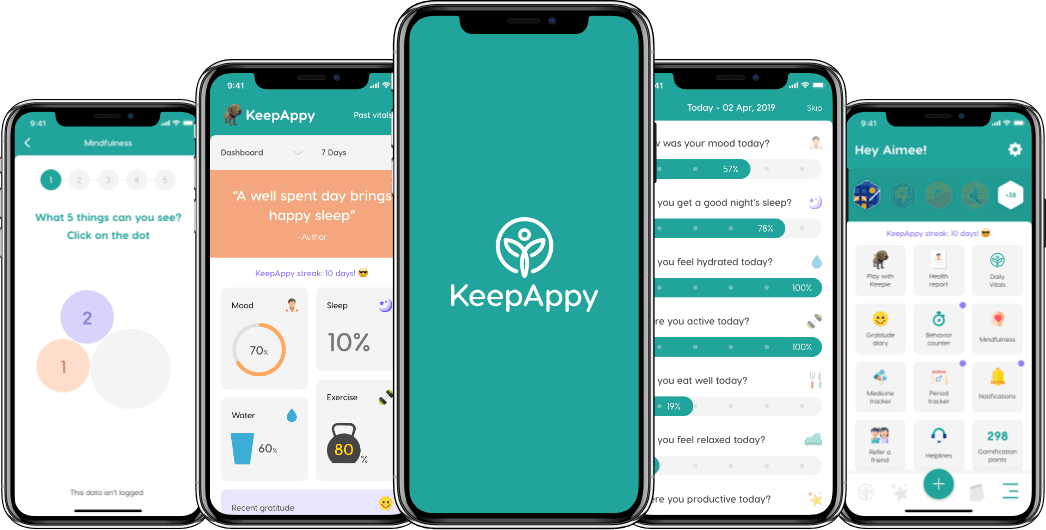 9:41
Mindfulness
1
2
3
4
5
What 5 things can you see?
Click on the dot
2
1
This data isn't logged.
9:41
KeepAppy
Past vitals
Dashboard
7 Days
“A well spent day brings
happy sleep”
-Author
KeepAppy streak: 10 days!
Mood
70%
Sleep
10%
Water
60%
Exercise
80
%
Recent gratitude
KeepAppy
:41
Today - 02 Apr, 2019
Skip
was your mood today?
57%
you get a good night's sleep?
78%
you feel hydrated today?
100%
you active today?
100%
you eat well today?
19%
you feel relaxed today?
you productive today?
9:41
Hey Aimee!
+38
KeepAppy streak: 10 days!
Play with
Keepie
Health
report
Daily
Vitals
Gratitude
diary
Behavior
counter
Mindfulness
Medicine
tracker
Period
tracker
Notifications
Refer a
friend
Helplines
298
Gamification
points